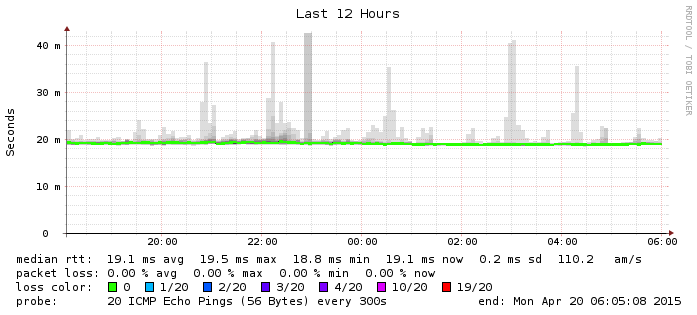 Last 12 Hours
RRDTOOL / TOBI OETIKER
Seconds
40 m
30 m
20 m
10 m
0
20:00 22:00 00:00 02:00 04:00 06:00
median rtt: 19.1 ms avg 19.5 ms max 18.8 ms min 19.1 ms now 0.2 ms sd 110.2 am/s
packet loss: 0.00 % avg 0.00 % max 0.00 % min 0.00 % now
loss color: 0 1/20 2/20 3/20 4/20 10/20 19/20
probe: 20 ICMP Echo Pings (56 Bytes) every 300s end: Mon Apr 20 06:05:08 2015